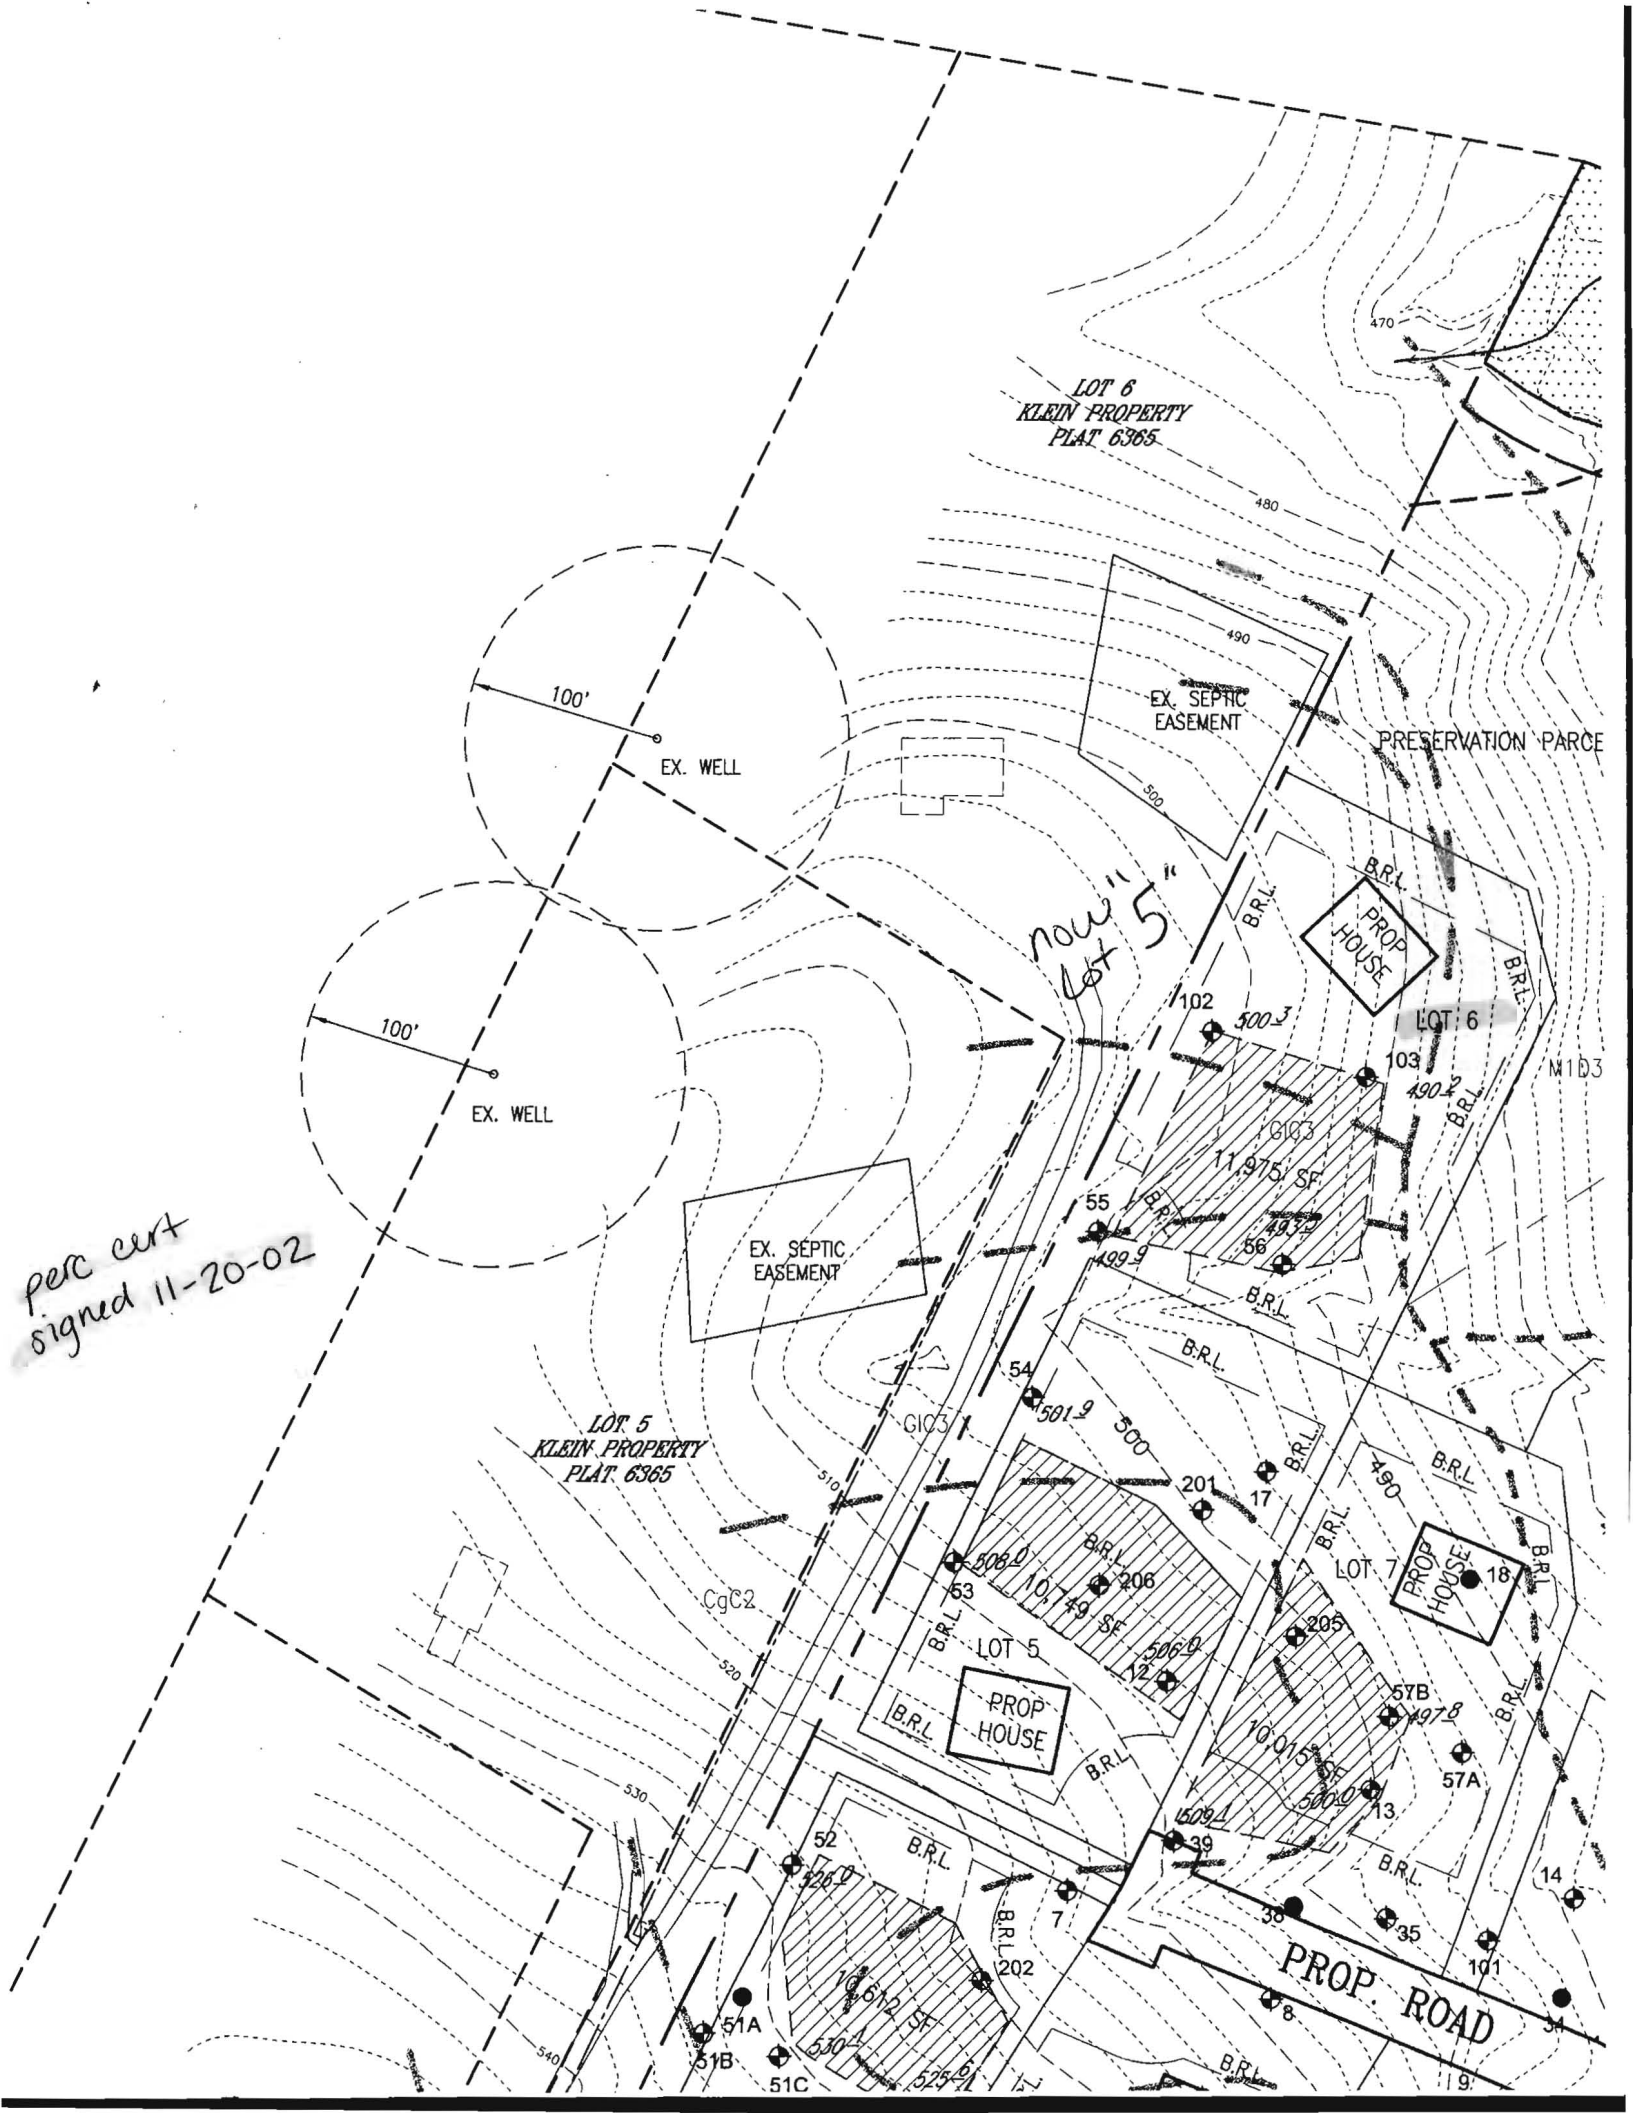 470
LOT 6
KLEIN PROPERTY
PLAT 6365
480
490
100'
EX. WELL
EX. SEPTIC
EASEMENT
PRESERVATION PARCE
500
now "5"
Lot
B.R.L.
B.R.L.
PROP
HOUSE
B.R.L.
102
500.3
LOT 6
103
490.2
B.R.L.
M1D3
100'
EX. WELL
G1C3
11,975 SF
B.R.L.
55
499.9
493.5
56
B.R.L.
perc cert
signed 11-20-02
EX. SEPTIC
EASEMENT
B.R.L.
54
501.9
500
G1C3
LOT 5
KLEIN PROPERTY
PLAT 6365
510
B.R.L.
B.R.L.
490
201
17
B.R.L.
53
508.0
B.R.L.
206
10,749 SF
LOT 7
PROP
HOUSE
18
B.R.L.
CgC2
B.R.L.
LOT 5
506.0
12
205
520
57B
497.8
B.R.L.
PROP
HOUSE
B.R.L.
B.R.L.
10,015 SF
57A
500.0
13
530
509.1
39
52
526.0
B.R.L.
B.R.L.
14
7
B.R.L.
38
35
101
202
PROP. ROAD
10,612 SF
51A
51B
8
31
540
530.1
51C
525.6
B.R.L.
9